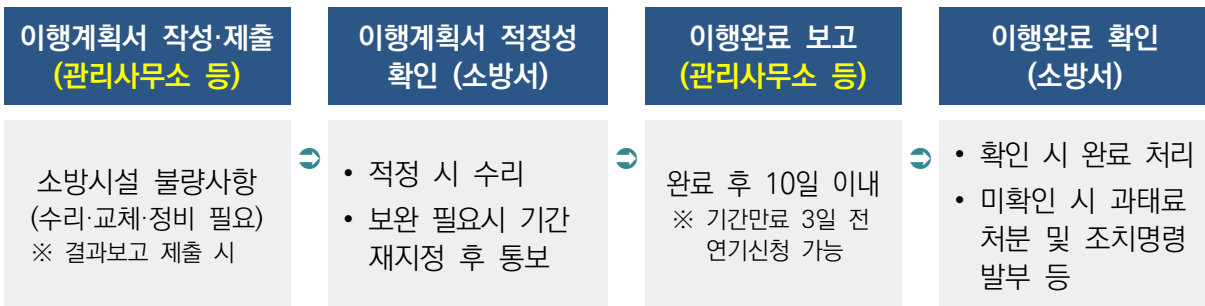 이행계획서 작성·제출
(관리사무소 등)
소방시설 불량사항
(수리·교체·정비 필요)
※ 결과보고 제출 시
이행계획서 적정성
확인 (소방서)
• 적정 시 수리
• 보완 필요시 기간
재지정 후 통보
이행완료 보고
(관리사무소 등)
완료 후 10일 이내
※ 기간만료 3일 전
연기신청 가능
이행완료 확인
(소방서)
• 확인 시 완료 처리
• 미확인 시 과태료
처분 및 조치명령
발부 등